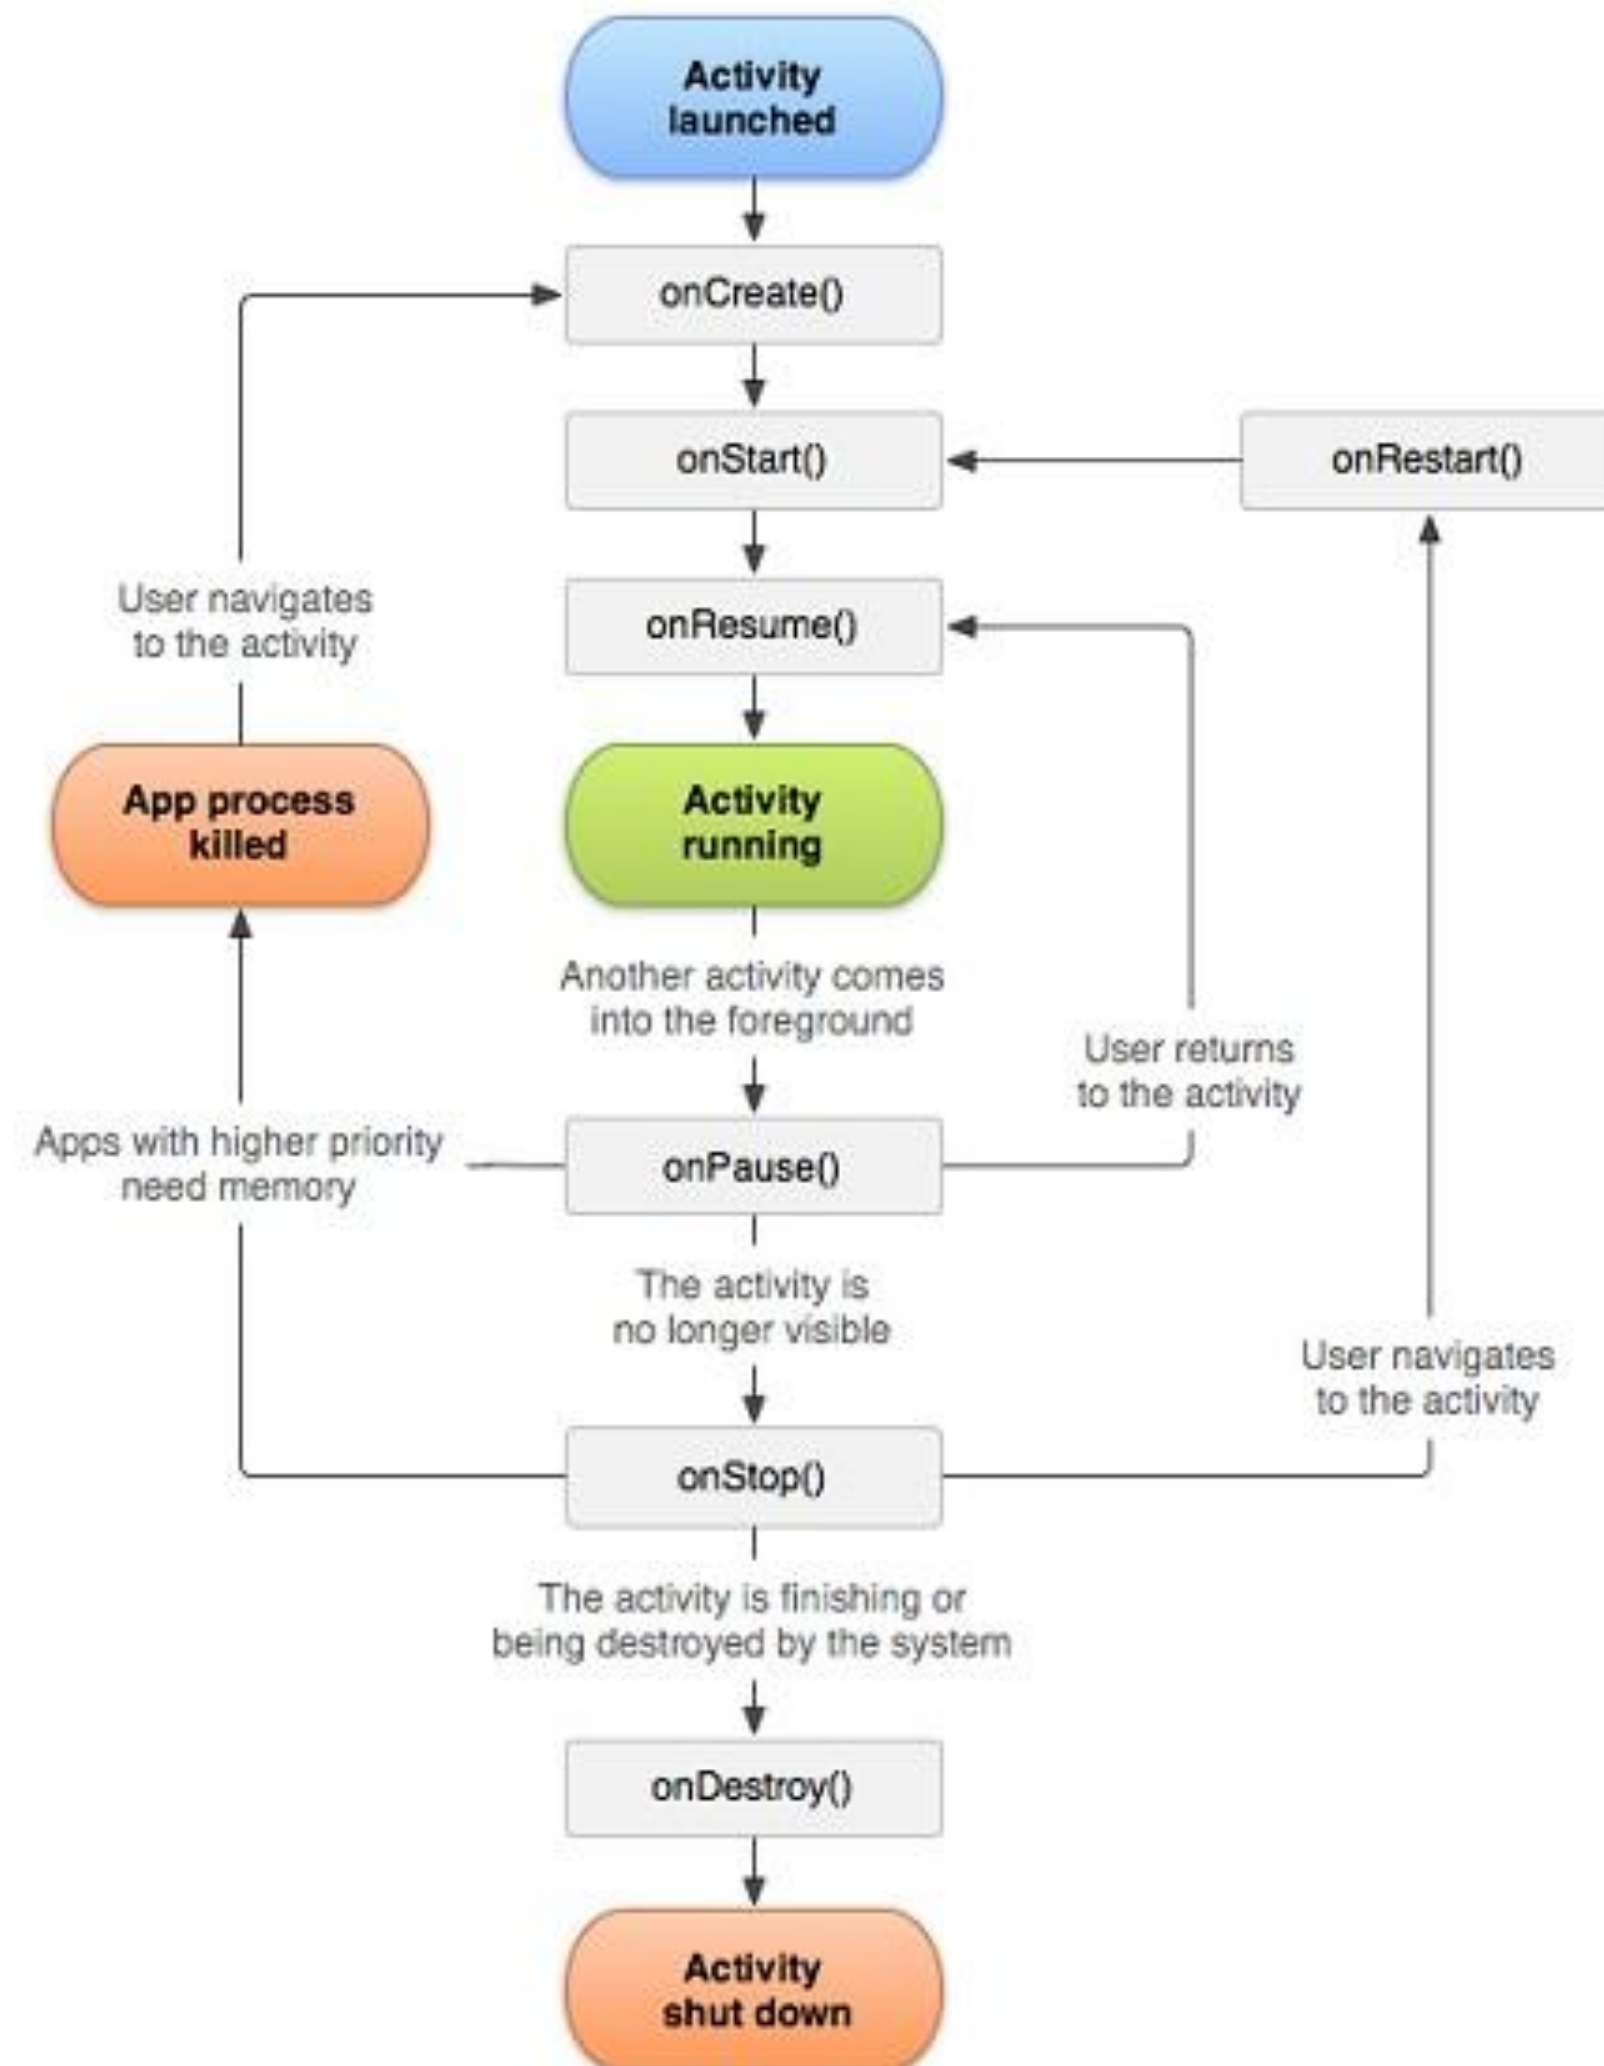 Activity
launched
onCreate()
onStart()
onRestart()
User navigates
to the activity
onResume()
App process
killed
Activity
running
Another activity comes
into the foreground
User returns
to the activity
Apps with higher priority
need memory
onPause()
The activity is
no longer visible
User navigates
to the activity
onStop()
The activity is finishing or
being destroyed by the system
onDestroy()
Activity
shut down